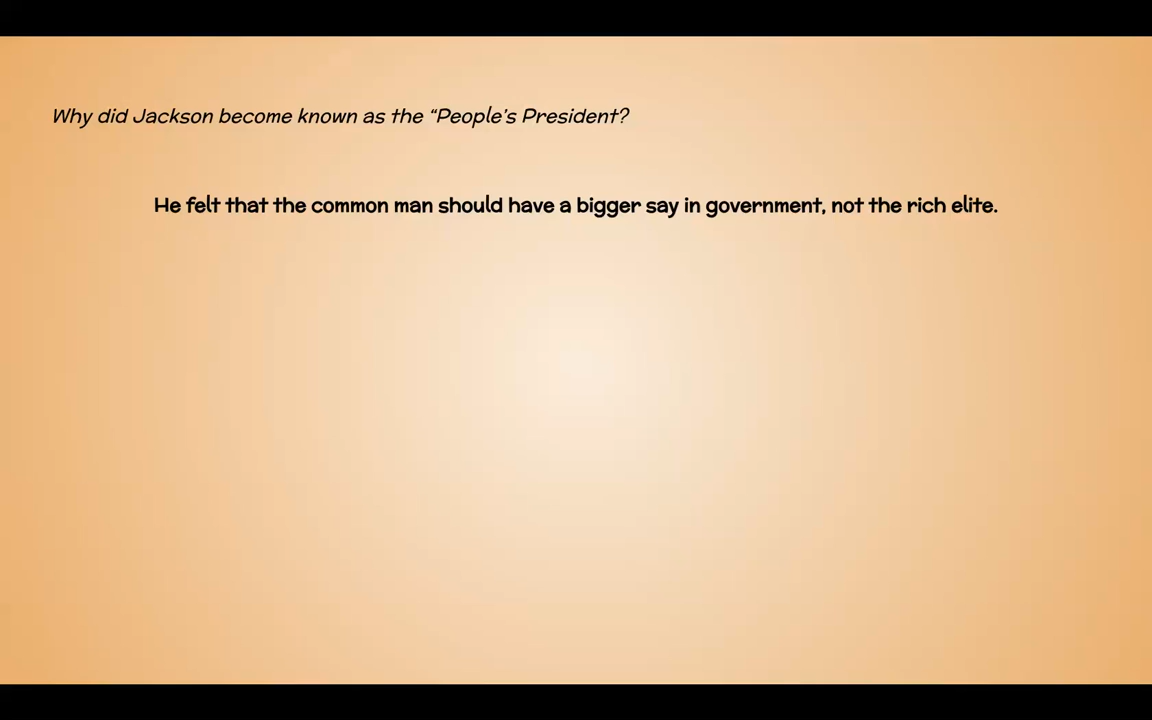 Why did Jackson become known as the “People’s President?
He felt that the common man should have a bigger say in government, not the rich elite.